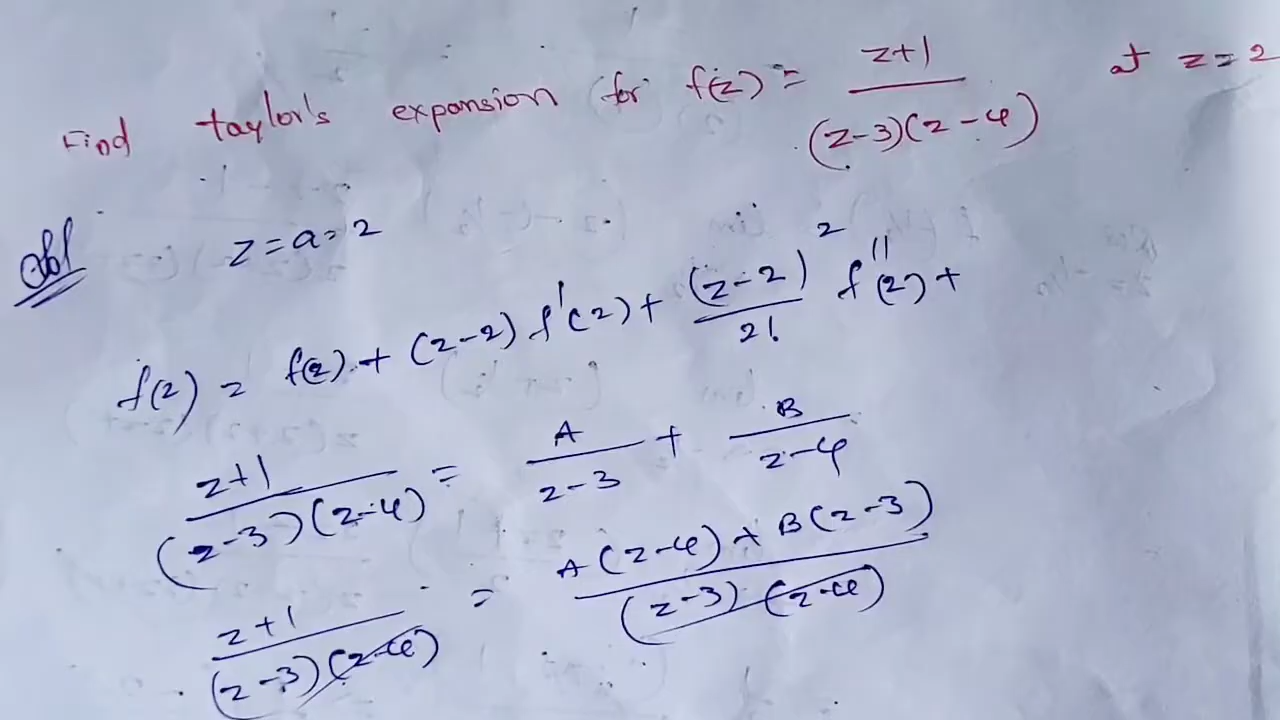 Find taylor's expansion for f(z) = z+1 / (z-3)(z-4) at z=2
Sol
z=a=2
f(z) = f(2) + (z-2) f'(2) + (z-2)^2 / 2! f''(2) +
z+1 / (z-3)(z-4) = A / z-3 + B / z-4
z+1 / (z-3)(z-4) = A(z-4) + B(z-3) / (z-3)(z-4)